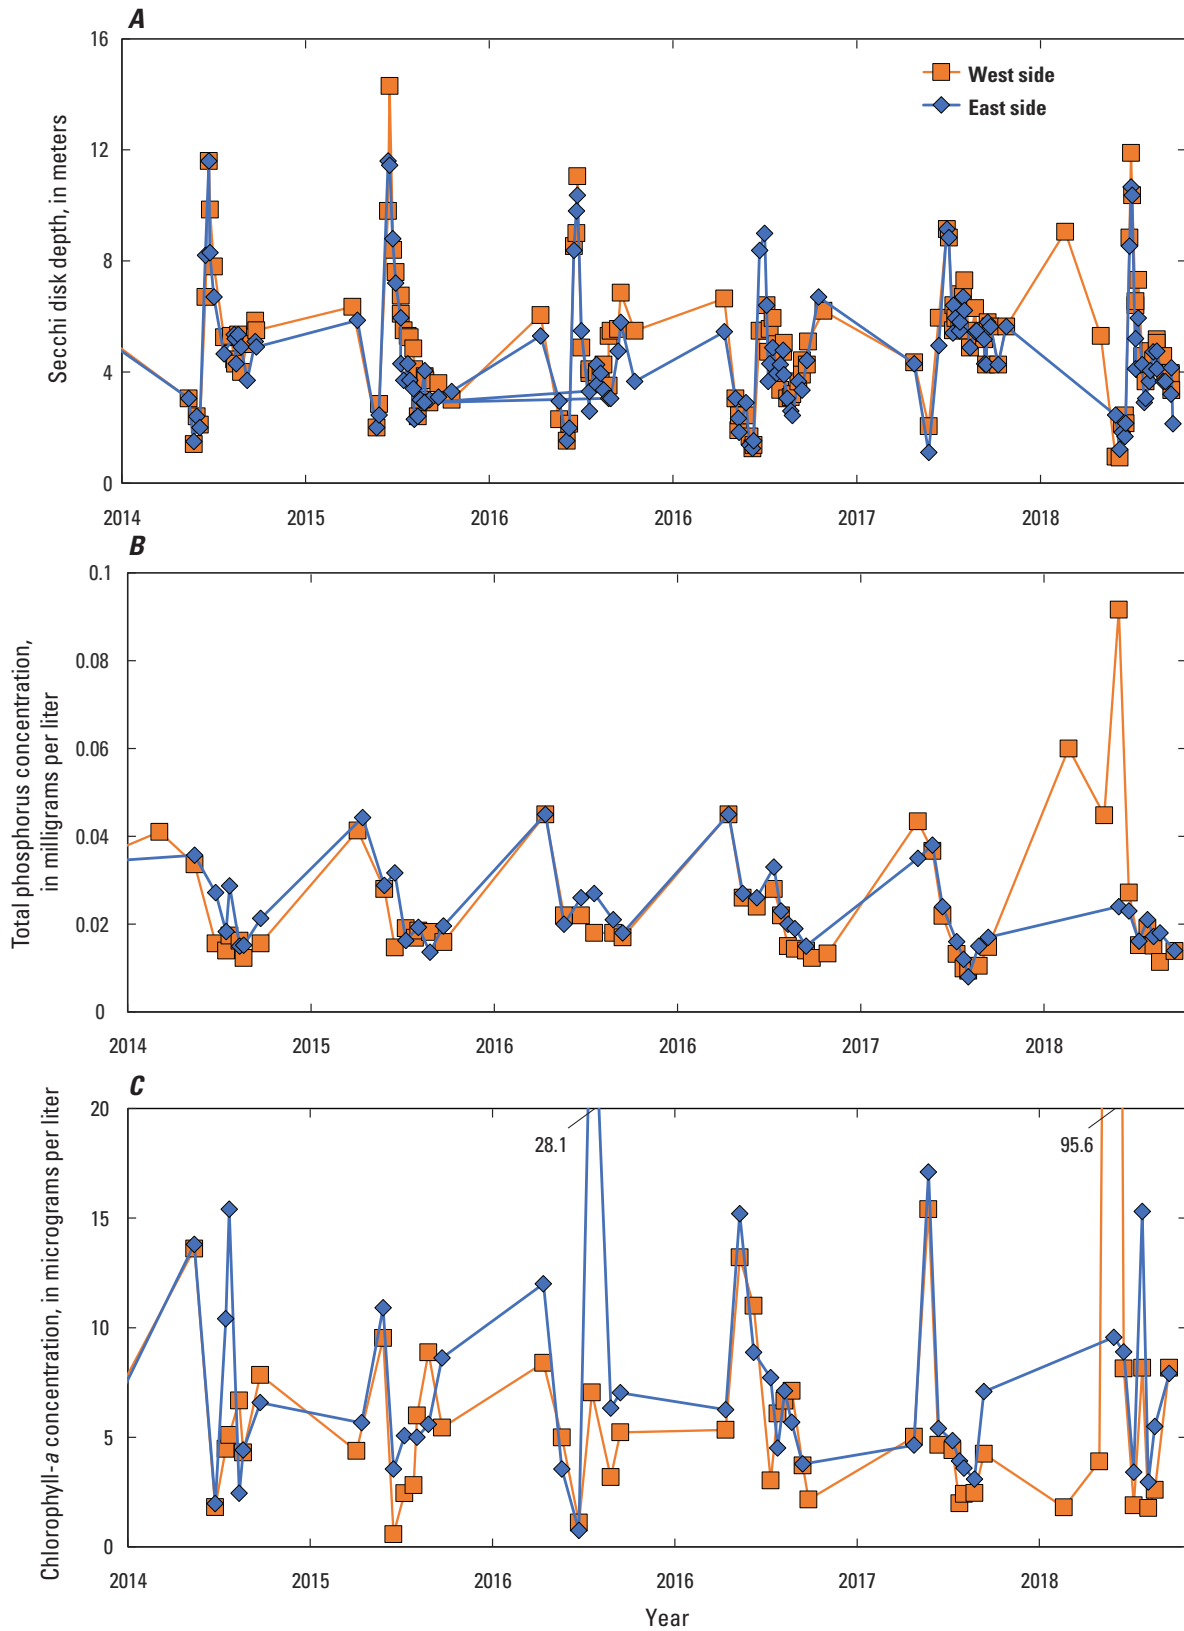 A
16
12
8
4
0
Secchi disk depth, in meters
West side
East side
2014 2015 2016 2016 2017 2018
B
0.1
0.08
0.06
0.04
0.02
0
Total phosphorus concentration,
in milligrams per liter
2014 2015 2016 2016 2017 2018
C
20
15
10
5
0
Chlorophyll-a concentration, in micrograms per liter
28.1
95.6
2014 2015 2016 2016 2017 2018
Year